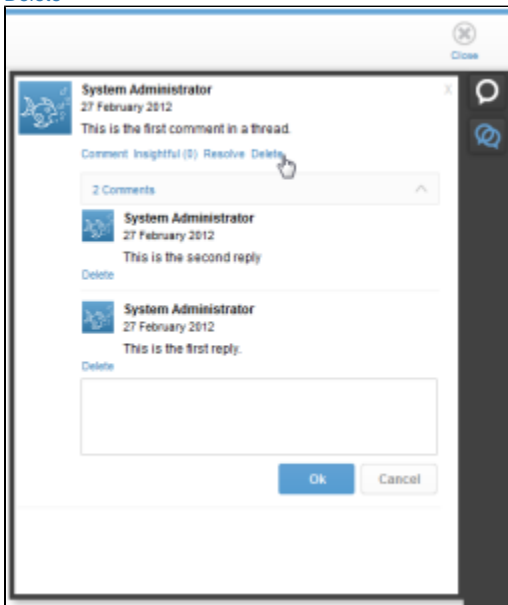 Close
System Administrator
X
27 February 2012
This is the first comment in a thread.
Comment Insightful (0) Resolve Delete
2 Comments
System Administrator
27 February 2012
This is the second reply
Delete
System Administrator
27 February 2012
This is the first reply.
Delete
Ok Cancel